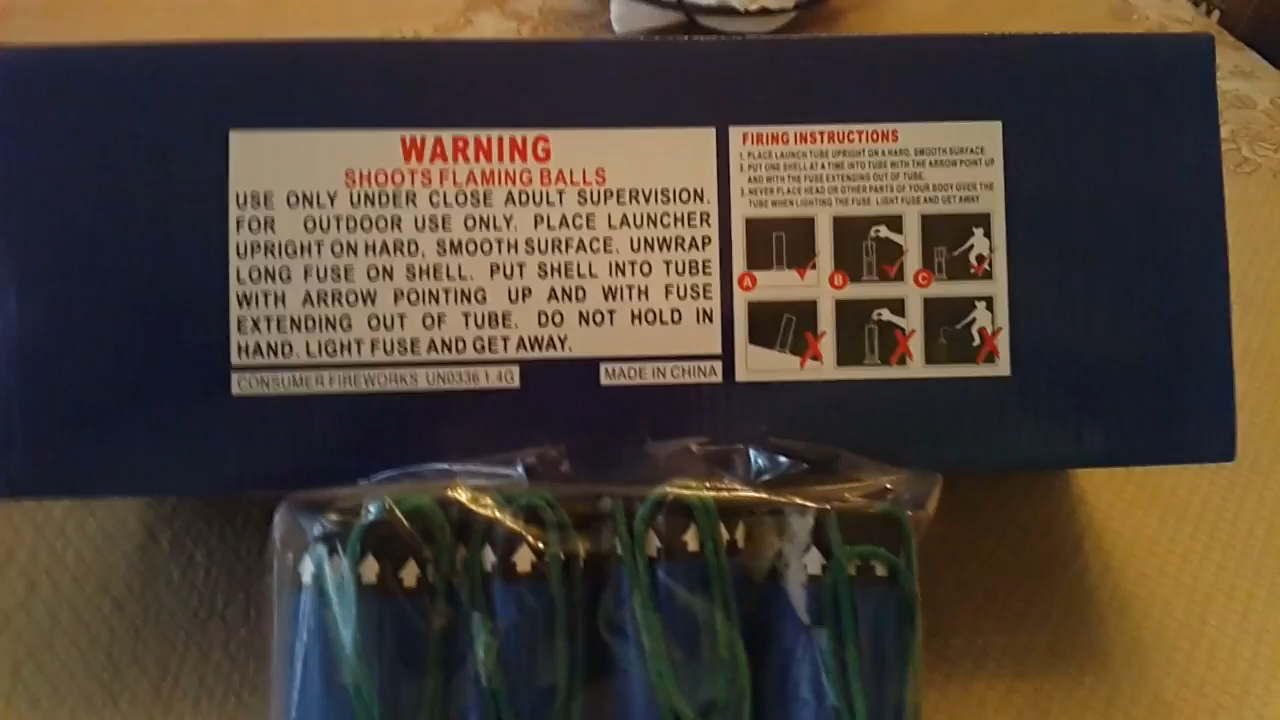 WARNING
SHOOTS FLAMING BALLS
USE ONLY UNDER CLOSE ADULT SUPERVISION.
FOR OUTDOOR USE ONLY. PLACE LAUNCHER
UPRIGHT ON HARD, SMOOTH SURFACE. UNWRAP
LONG FUSE ON SHELL. PUT SHELL INTO TUBE
WITH ARROW POINTING UP AND WITH FUSE
EXTENDING OUT OF TUBE. DO NOT HOLD IN
HAND. LIGHT FUSE AND GET AWAY.
CONSUMER FIREWORKS UN0336 1.4G
MADE IN CHINA
FIRING INSTRUCTIONS
1. PLACE LAUNCH TUBE UPRIGHT ON A HARD, SMOOTH SURFACE.
2. PUT ONE SHELL AT A TIME INTO TUBE WITH THE ARROW POINT UP
AND WITH THE FUSE EXTENDING OUT OF TUBE.
3. NEVER PLACE HEAD OR OTHER PARTS OF YOUR BODY OVER THE
TUBE WHEN LIGHTING THE FUSE. LIGHT FUSE AND GET AWAY
A B C